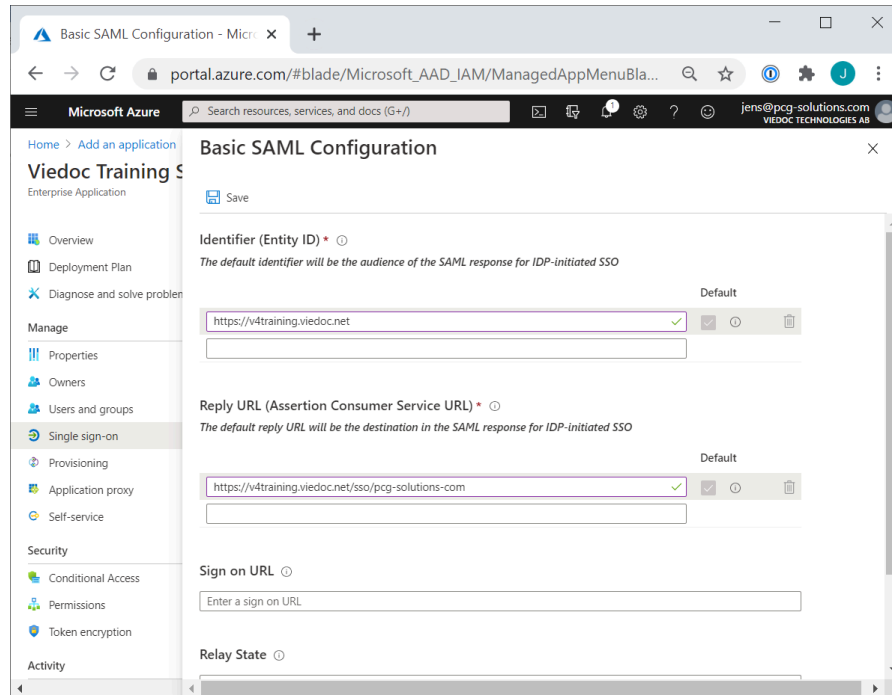 Basic SAML Configuration - Micro
portal.azure.com/#blade/Microsoft_AAD_IAM/ManagedAppMenuBla...
J
Microsoft Azure
Search resources, services, and docs (G+/)
1
jens@pcg-solutions.com
VIEDOC TECHNOLOGIES AB
Home > Add an application
Viedoc Training S
Enterprise Application
Overview
Deployment Plan
Diagnose and solve problem
Manage
Properties
Owners
Users and groups
Single sign-on
Provisioning
Application proxy
Self-service
Security
Conditional Access
Permissions
Token encryption
Activity
Basic SAML Configuration
Save
Identifier (Entity ID) *
The default identifier will be the audience of the SAML response for IDP-initiated SSO
Default
https://v4training.viedoc.net
Reply URL (Assertion Consumer Service URL) *
The default reply URL will be the destination in the SAML response for IDP-initiated SSO
Default
https://v4training.viedoc.net/sso/pcg-solutions-com
Sign on URL
Enter a sign on URL
Relay State